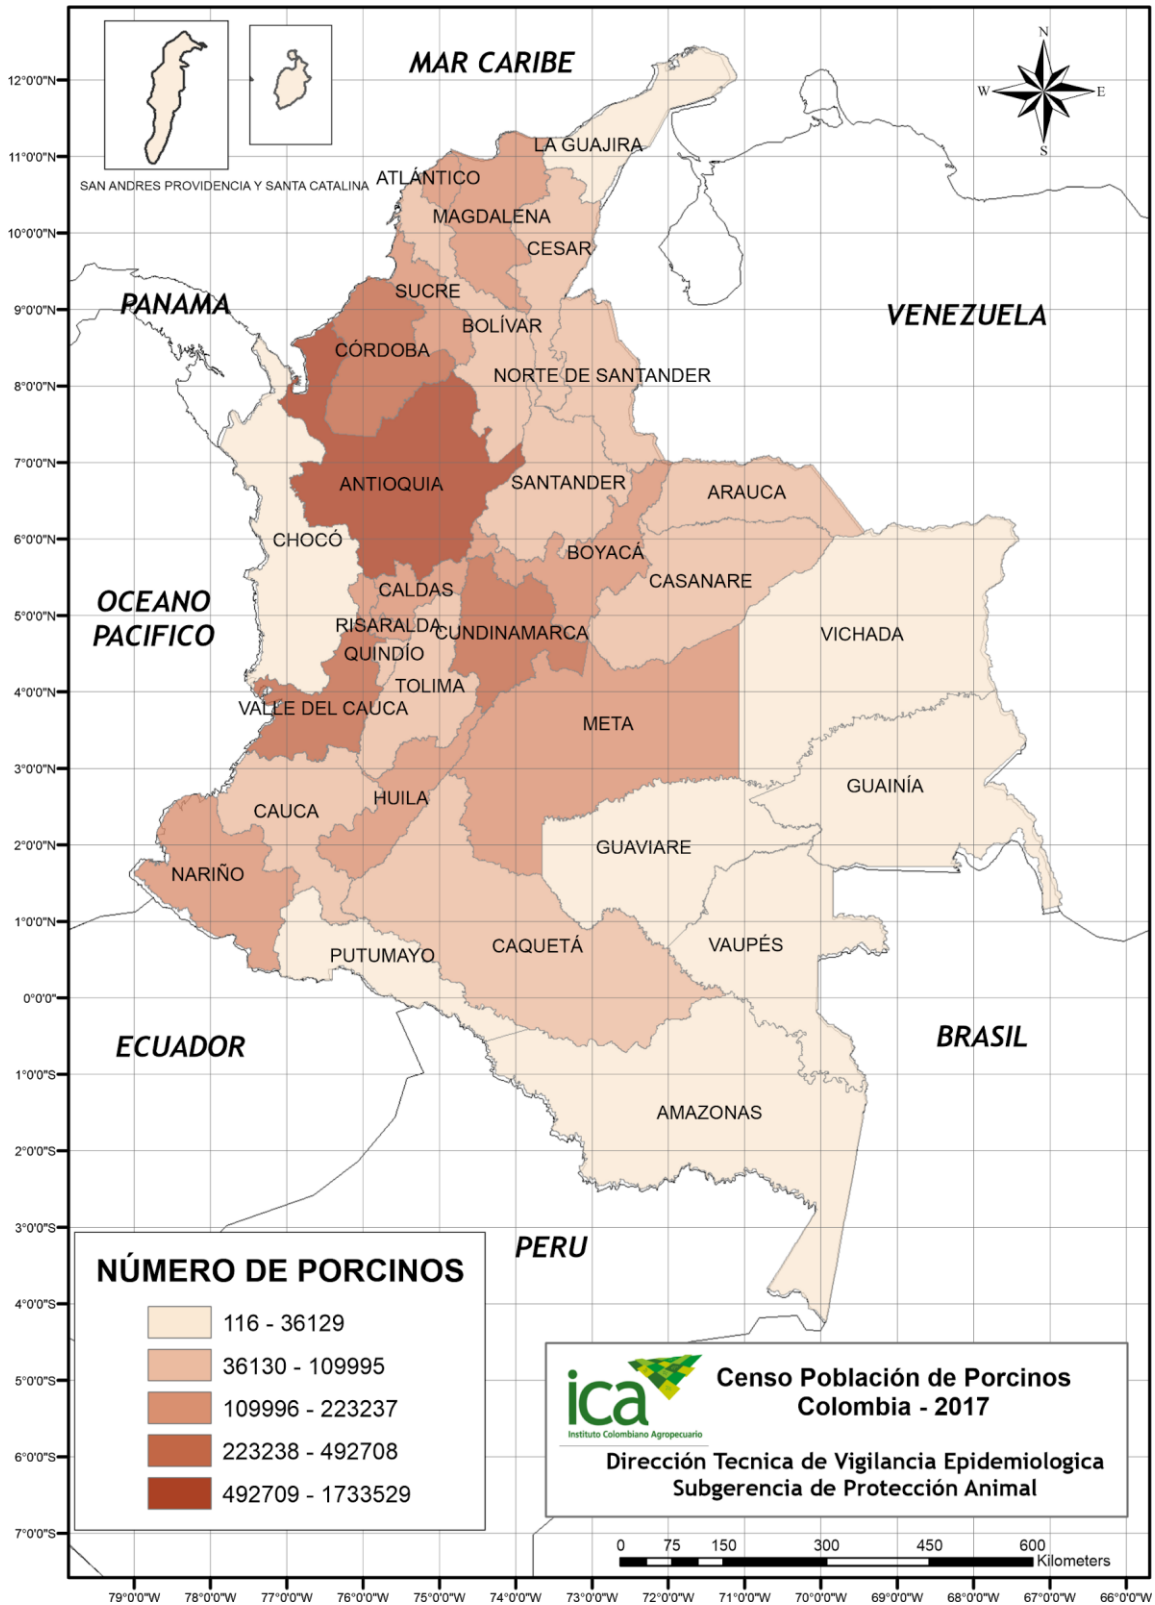 MAR CARIBE
N
W
E
S
12°0'0"N
11°0'0"N
10°0'0"N
9°0'0"N
8°0'0"N
7°0'0"N
6°0'0"N
5°0'0"N
4°0'0"N
3°0'0"N
2°0'0"N
1°0'0"N
0°0'0"
1°0'0"S
2°0'0"S
3°0'0"S
4°0'0"S
5°0'0"S
6°0'0"S
7°0'0"S
SAN ANDRES PROVIDENCIA Y SANTA CATALINA
LA GUAJIRA
ATLÁNTICO
MAGDALENA
CESAR
SUCRE
PANAMA
VENEZUELA
BOLÍVAR
CÓRDOBA
NORTE DE SANTANDER
ANTIOQUIA
SANTANDER
ARAUCA
CHOCÓ
BOYACÁ
CASANARE
CALDAS
OCEANO
PACIFICO
RISARALDA
CUNDINAMARCA
VICHADA
QUINDÍO
TOLIMA
VALLE DEL CAUCA
META
GUAINÍA
HUILA
CAUCA
GUAVIARE
NARIÑO
CAQUETÁ
VAUPÉS
PUTUMAYO
ECUADOR
BRASIL
AMAZONAS
PERU
NÚMERO DE PORCINOS
116 - 36129
36130 - 109995
109996 - 223237
223238 - 492708
492709 - 1733529
ica
Instituto Colombiano Agropecuario
Censo Población de Porcinos
Colombia - 2017
Dirección Tecnica de Vigilancia Epidemiologica
Subgerencia de Protección Animal
0 75 150 300 450 600
Kilometers
79°0'0"W 78°0'0"W 77°0'0"W 76°0'0"W 75°0'0"W 74°0'0"W 73°0'0"W 72°0'0"W 71°0'0"W 70°0'0"W 69°0'0"W 68°0'0"W 67°0'0"W 66°0'0"W